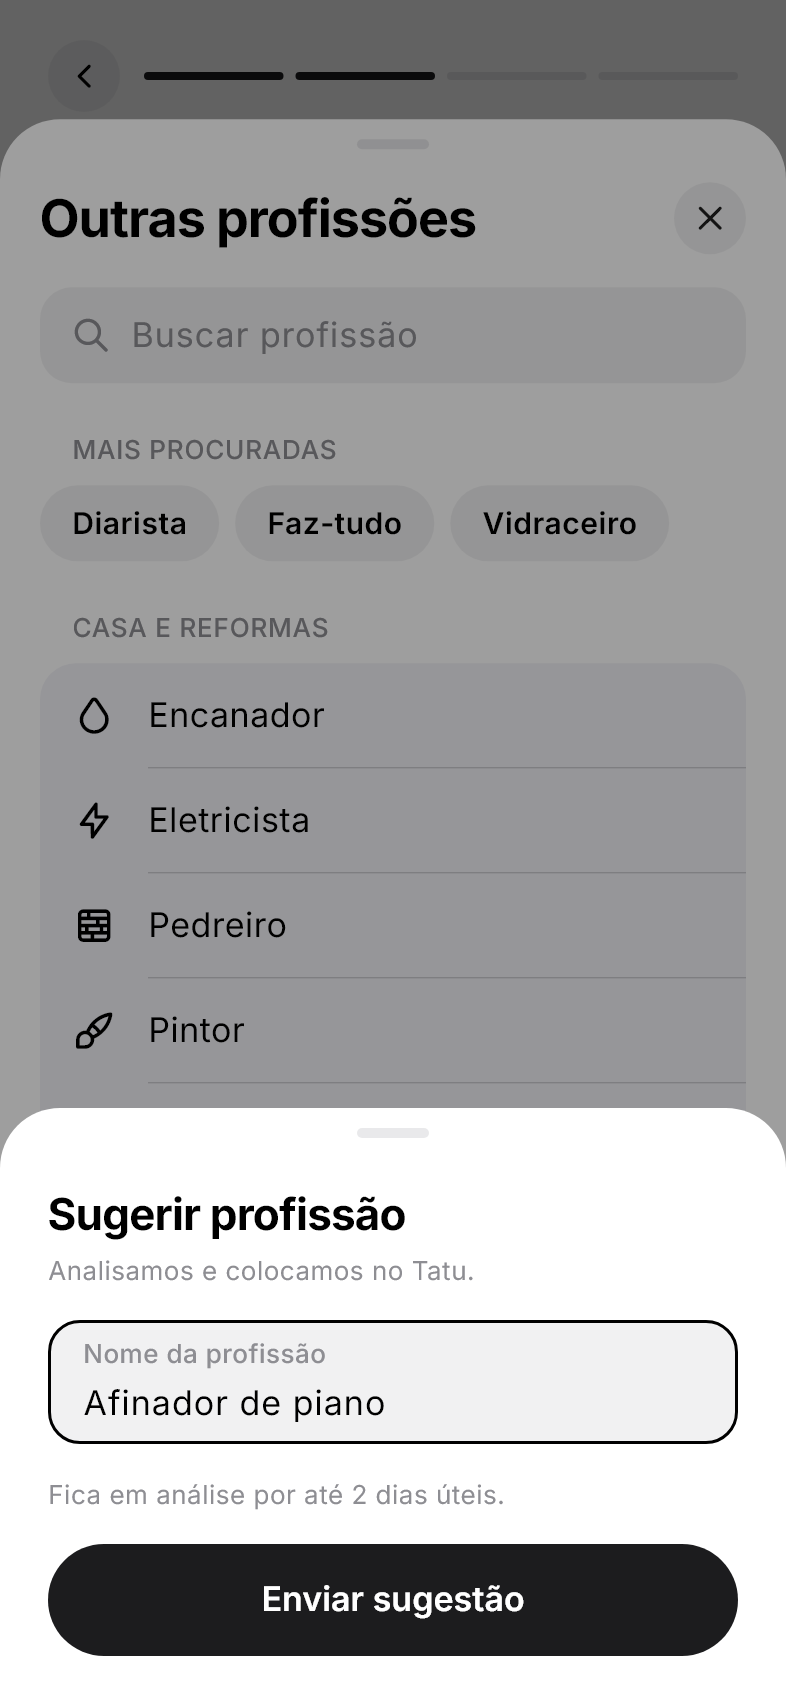 Outras profissões
Buscar profissão
MAIS PROCURADAS
Diarista Faz-tudo Vidraceiro
CASA E REFORMAS
Encanador
Eletricista
Pedreiro
Pintor
Sugerir profissão
Analisamos e colocamos no Tatu.
Nome da profissão
Afinador de piano
Fica em análise por até 2 dias úteis.
Enviar sugestão